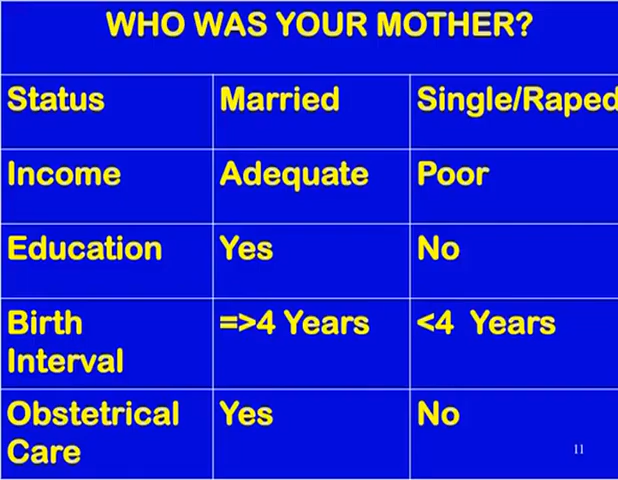 WHO WAS YOUR MOTHER?
Status Married Single/Raped
Income Adequate Poor
Education Yes No
Birth Interval =>4 Years <4 Years
Obstetrical Care Yes No
11